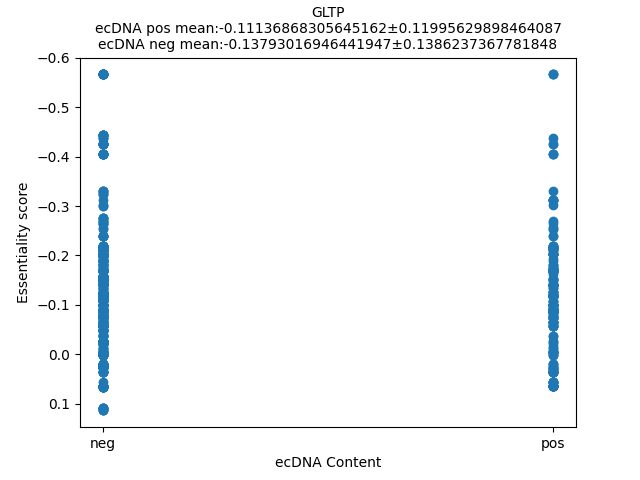 GLTP
ecDNA pos mean:-0.11136868305645162±0.11995629898464087
ecDNA neg mean:-0.13793016946441947±0.1386237367781848
−0.6
−0.5
−0.4
−0.3
−0.2
−0.1
0.0
0.1
Essentiality score
neg
pos
ecDNA Content